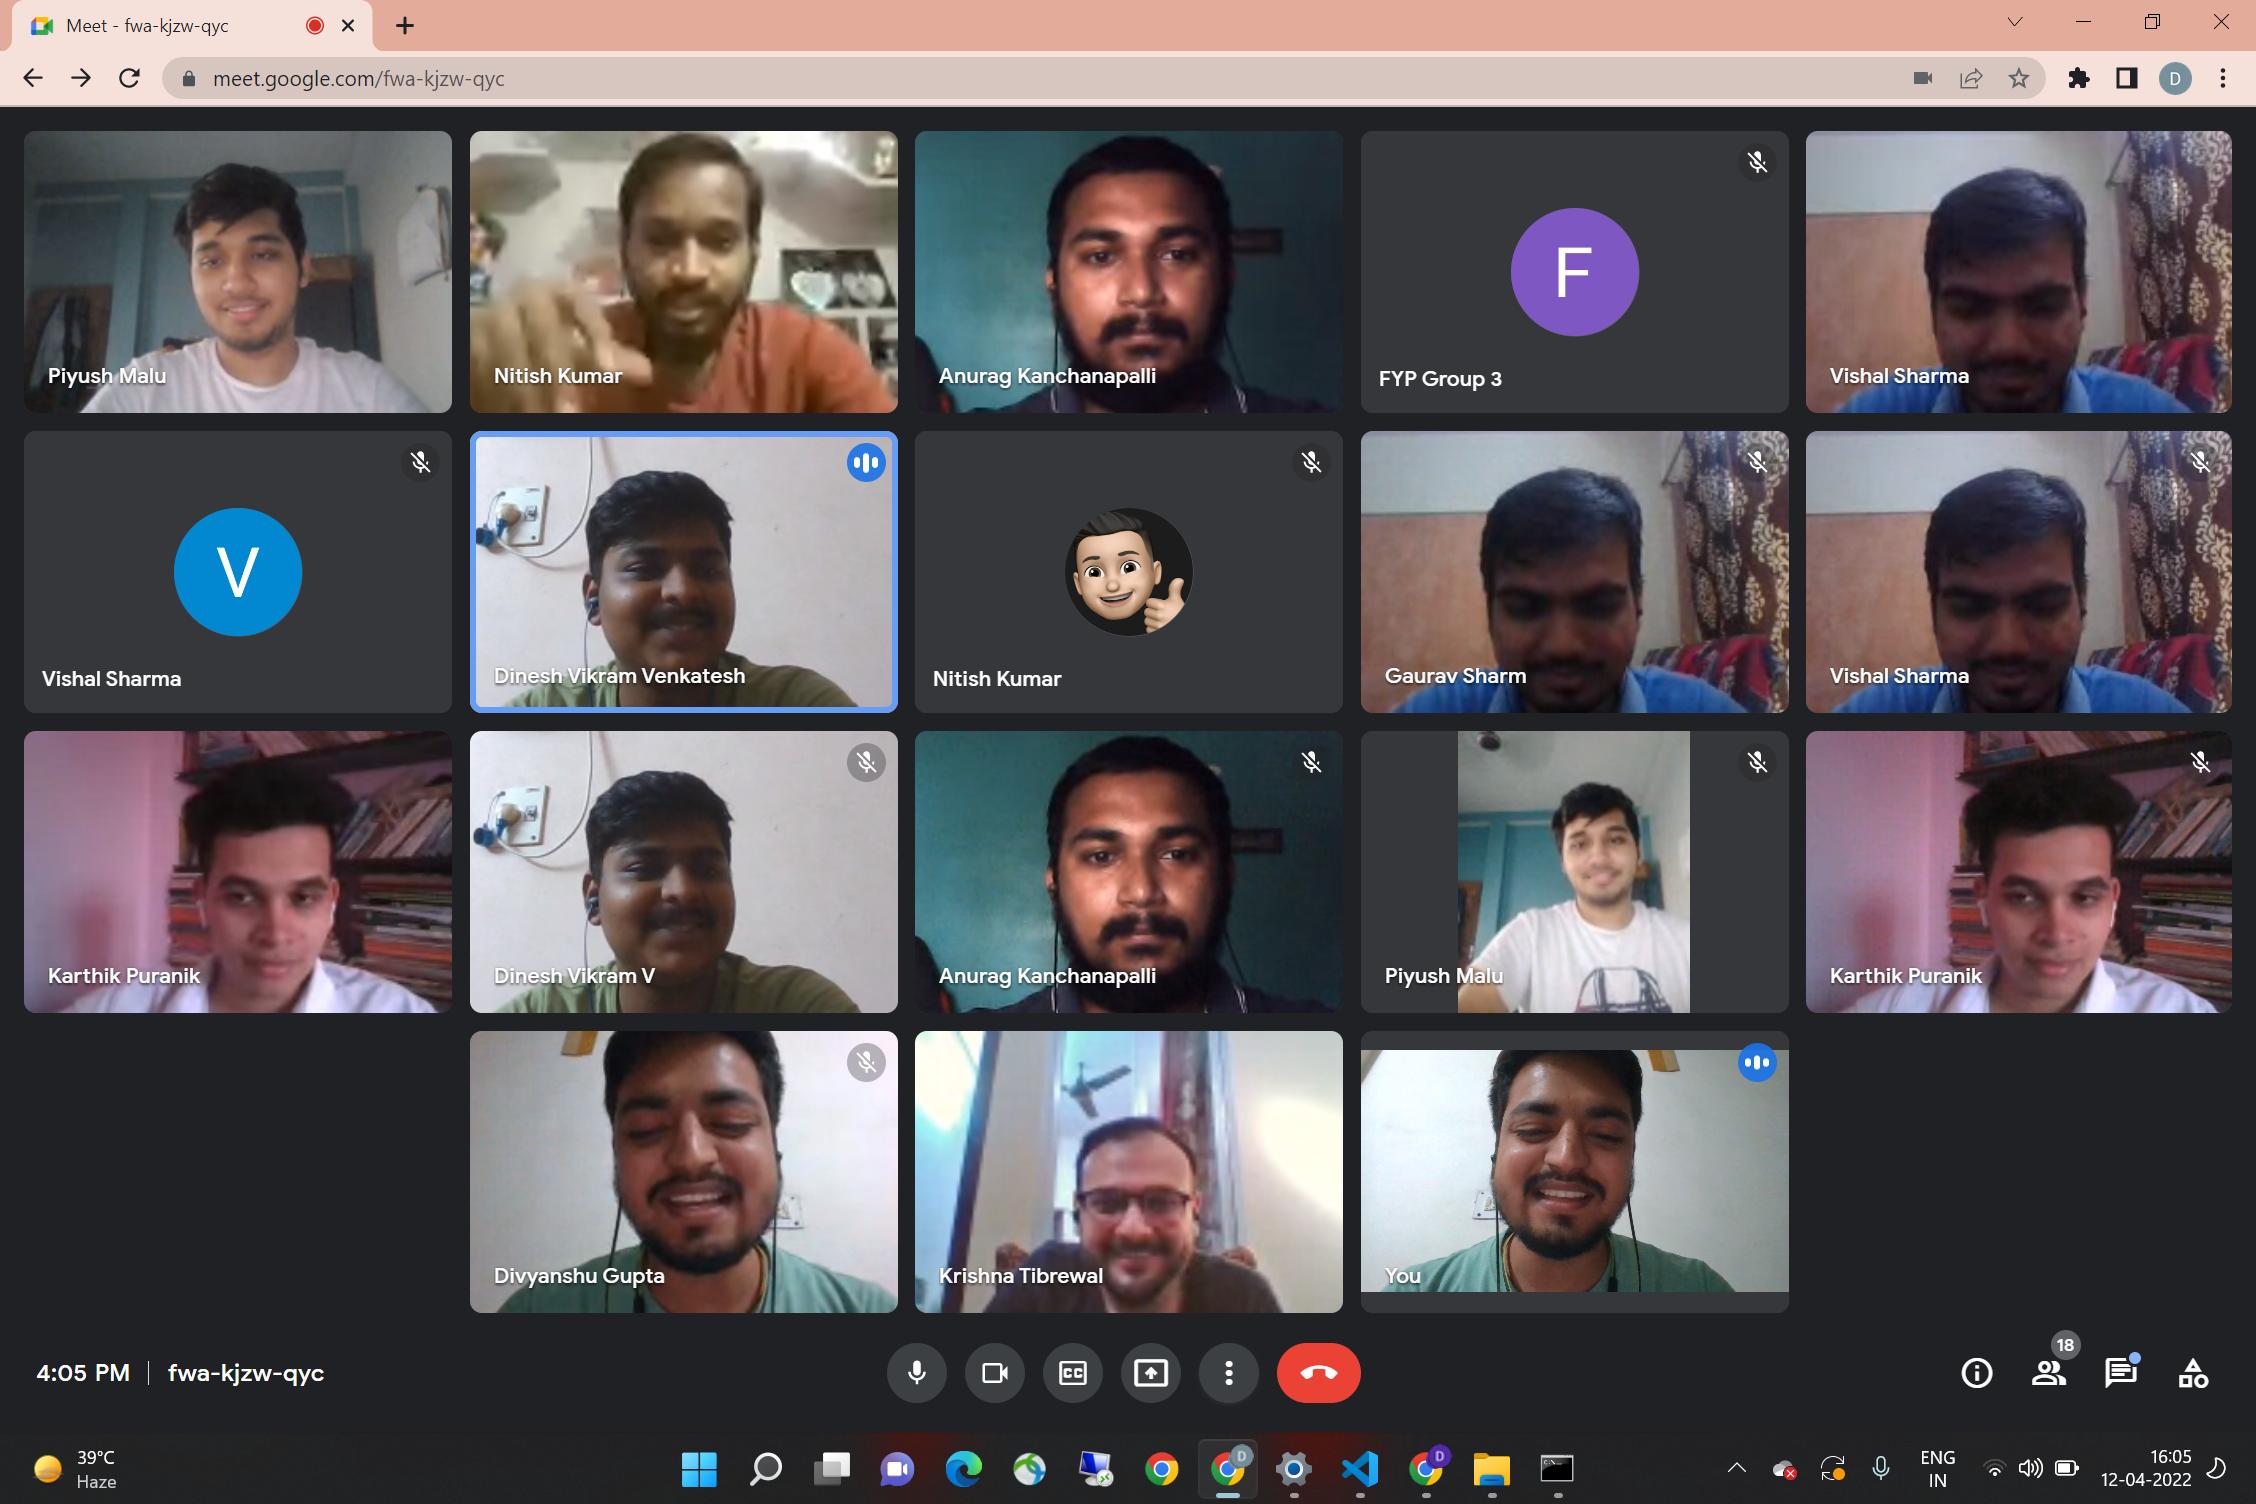 Meet - fwa-kjzw-qyc
meet.google.com/fwa-kjzw-qyc
D
Piyush Malu
Nitish Kumar
Anurag Kanchanapalli
F
FYP Group 3
Vishal Sharma
V
Vishal Sharma
Dinesh Vikram Venkatesh
Nitish Kumar
Gaurav Sharm
Vishal Sharma
Karthik Puranik
Dinesh Vikram V
Anurag Kanchanapalli
Piyush Malu
Karthik Puranik
Divyanshu Gupta
Krishna Tibrewal
You
4:05 PM
fwa-kjzw-qyc
CC
18
39°C
Haze
D
D
ENG
IN
16:05
12-04-2022